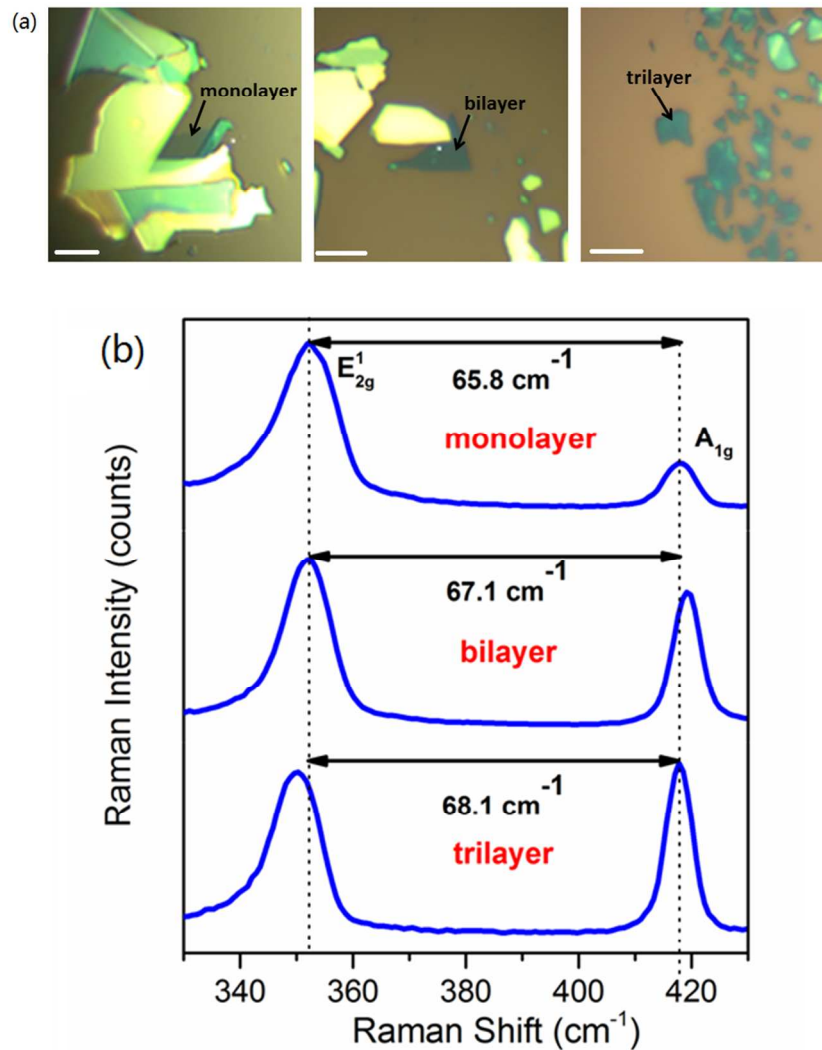 (a)
monolayer
bilayer
trilayer
(b)
E¹₂g
65.8 cm⁻¹
monolayer
A₁g
67.1 cm⁻¹
bilayer
68.1 cm⁻¹
trilayer
Raman Intensity (counts)
340 360 380 400 420
Raman Shift (cm⁻¹)